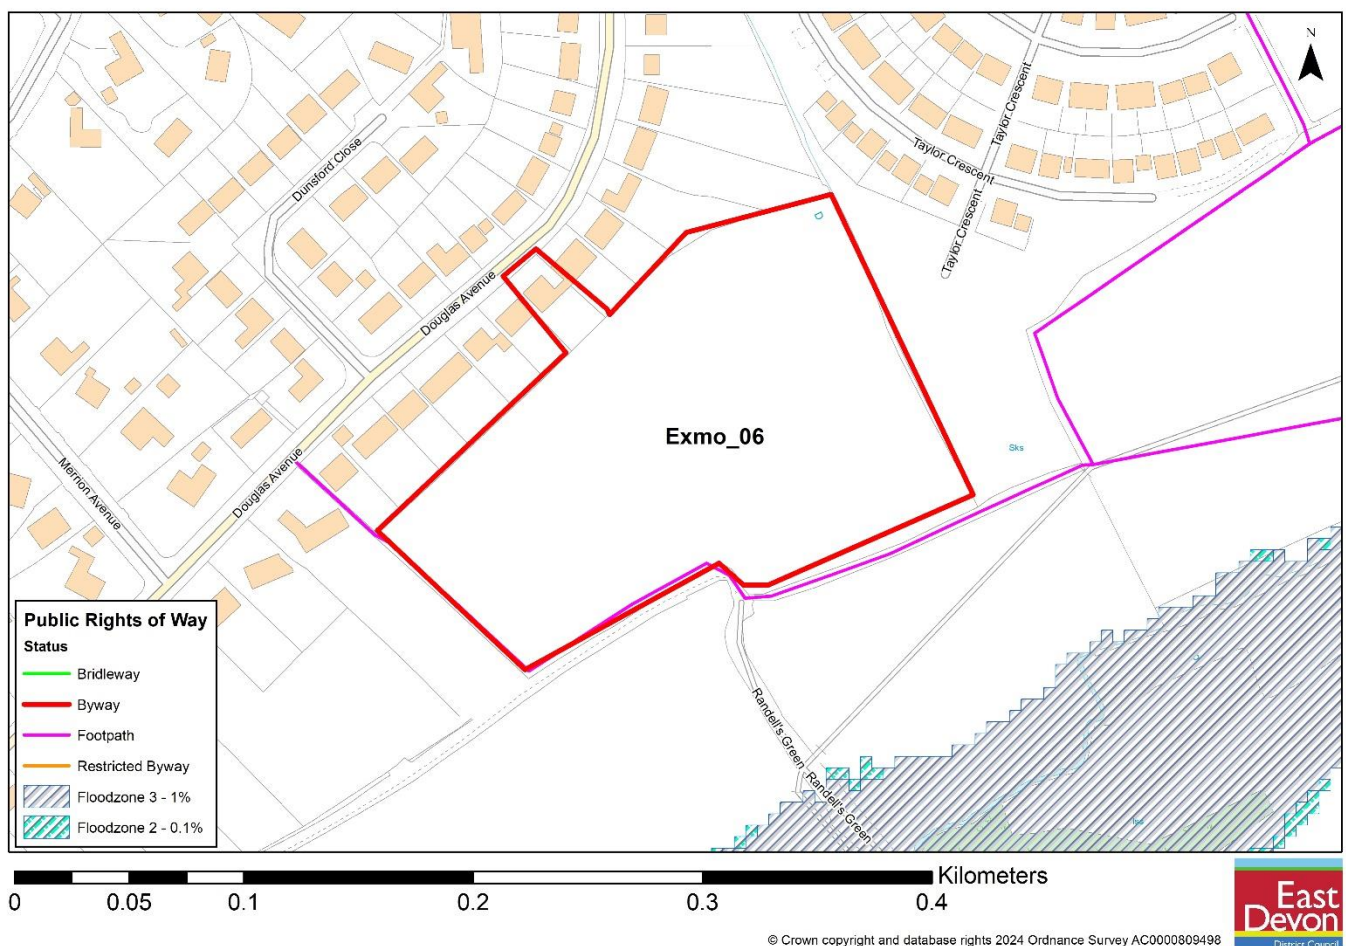 N
Taylor Crescent
Taylor Crescent
Taylor Crescent
Dunsford Close
Douglas Avenue
Exmo_06
Sks
Merrion Avenue
Douglas Avenue
Randell's Green
Randell's Green
Public Rights of Way
Status
Bridleway
Byway
Footpath
Restricted Byway
Floodzone 3 - 1%
Floodzone 2 - 0.1%
Kilometers
0 0.05 0.1 0.2 0.3 0.4
East
Devon
District Council
© Crown copyright and database rights 2024 Ordnance Survey AC0000809498